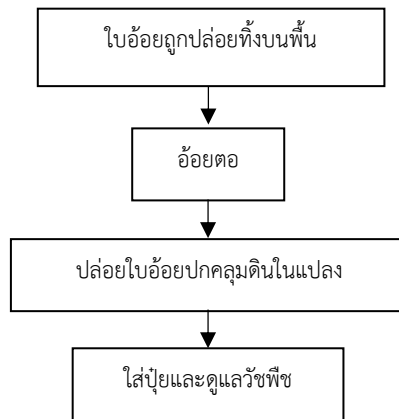 ใบอ้อยถูกปล่อยทิ้งบนพื้น
อ้อยตอ
ปล่อยใบอ้อยปกคลุมดินในแปลง
ใส่ปุ๋ยและดูแลวัชพืช